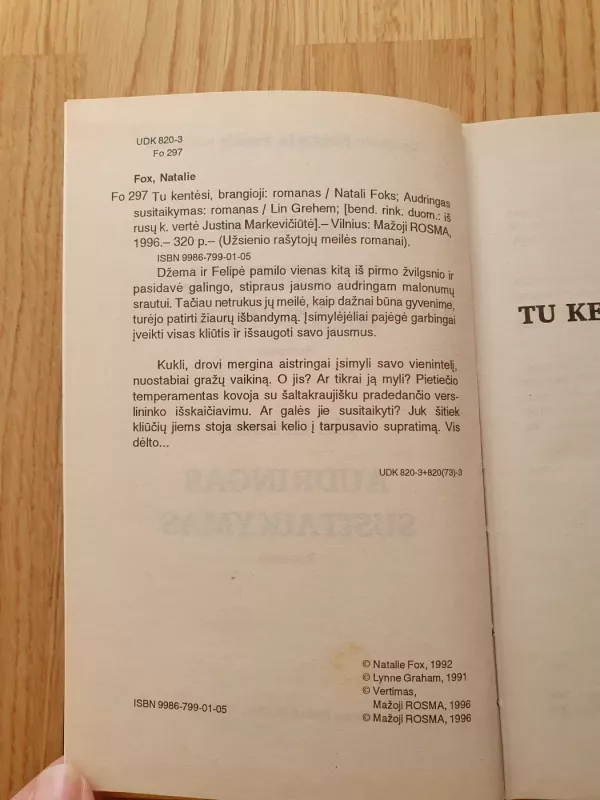 UDK 820-3
Fo 297
Fox, Natalie
Fo 297 Tu kentėsi, brangioji: romanas / Natali Foks; Audringas
susitaikymas: romanas / Lin Grehem; [bend. rink. duom.: iš
rusų k. vertė Justina Markevičiūtė].– Vilnius: Mažoji ROSMA,
1996.– 320 p.– (Užsienio rašytojų meilės romanai).
ISBN 9986-799-01-05
Džema ir Felipė pamilo vienas kitą iš pirmo žvilgsnio ir
pasidavė galingo, stipraus jausmo audringam malonumų
srautui. Tačiau netrukus jų meilė, kaip dažnai būna gyvenime,
turėjo patirti žiaurų išbandymą. Įsimylėjėliai pajėgė garbingai
įveikti visas kliūtis ir išsaugoti savo jausmus.
Kukli, drovi mergina aistringai įsimyli savo vienintelį,
nuostabiai gražų vaikiną. O jis? Ar tikrai ją myli? Pietiečio
temperamentas kovoja su šaltakraujišku pradedančio vers-
lininko išskaičiavimu. Ar galės jie susitaikyti? Juk šitiek
kliūčių jiems stoja skersai kelio į tarpusavio supratimą. Vis
dėlto...
UDK 820-3+820(73)-3
AUDRINGAS
SUSITAIKYMAS
© Natalie Fox, 1992
© Lynne Graham, 1991
© Vertimas,
Mažoji ROSMA, 1996
© Mažoji ROSMA, 1996
ISBN 9986-799-01-05
TU KE